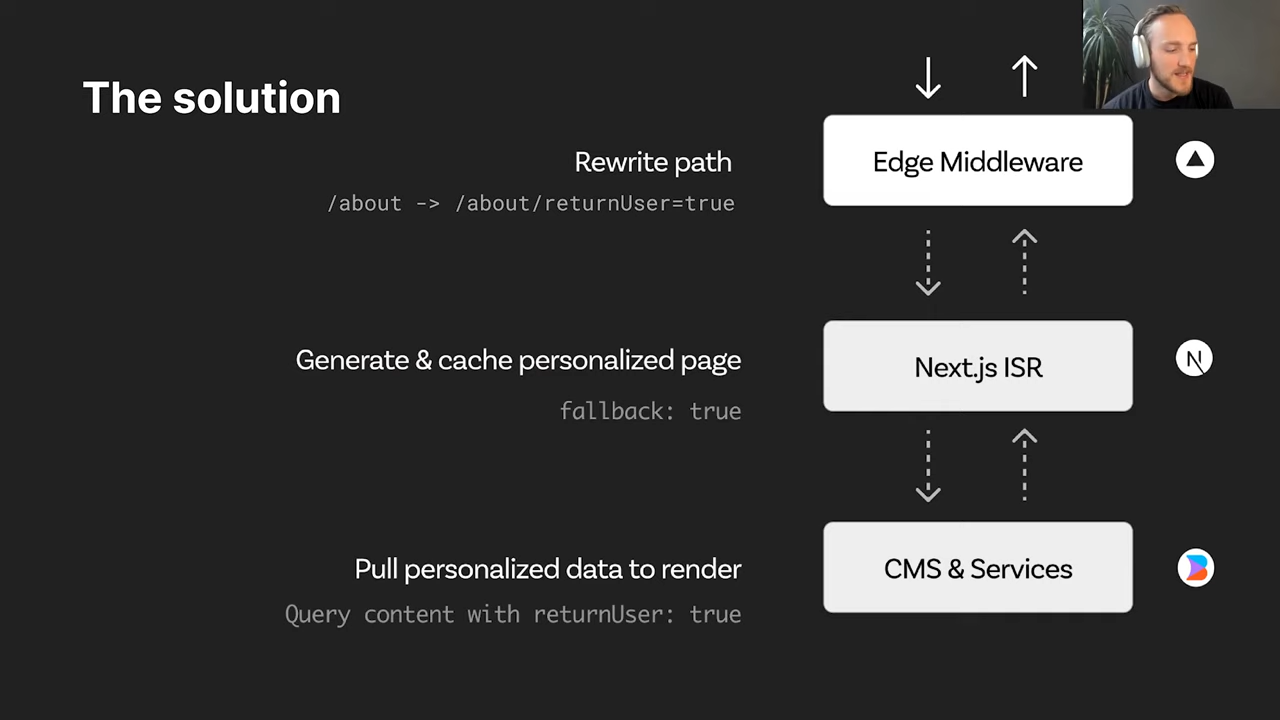 The solution
Rewrite path
/about -> /about/returnUser=true
Edge Middleware
Generate & cache personalized page
fallback: true
Next.js ISR
N
Pull personalized data to render
Query content with returnUser: true
CMS & Services